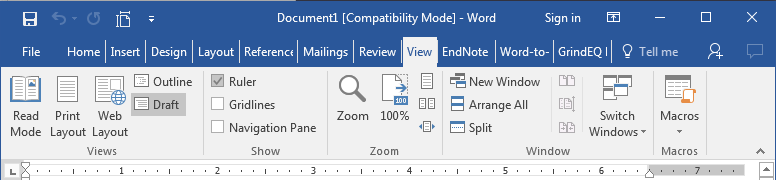 Document1 [Compatibility Mode] - Word Sign in
File Home Insert Design Layout Reference Mailings Review View EndNote Word-to- GrindEQ Tell me
Outline Ruler New Window
Draft Gridlines 100 Arrange All
Read Mode Print Layout Web Layout Navigation Pane Zoom 100% Split Switch Windows Macros
Views Show Zoom Window Macros
L 1 2 3 4 5 6 7